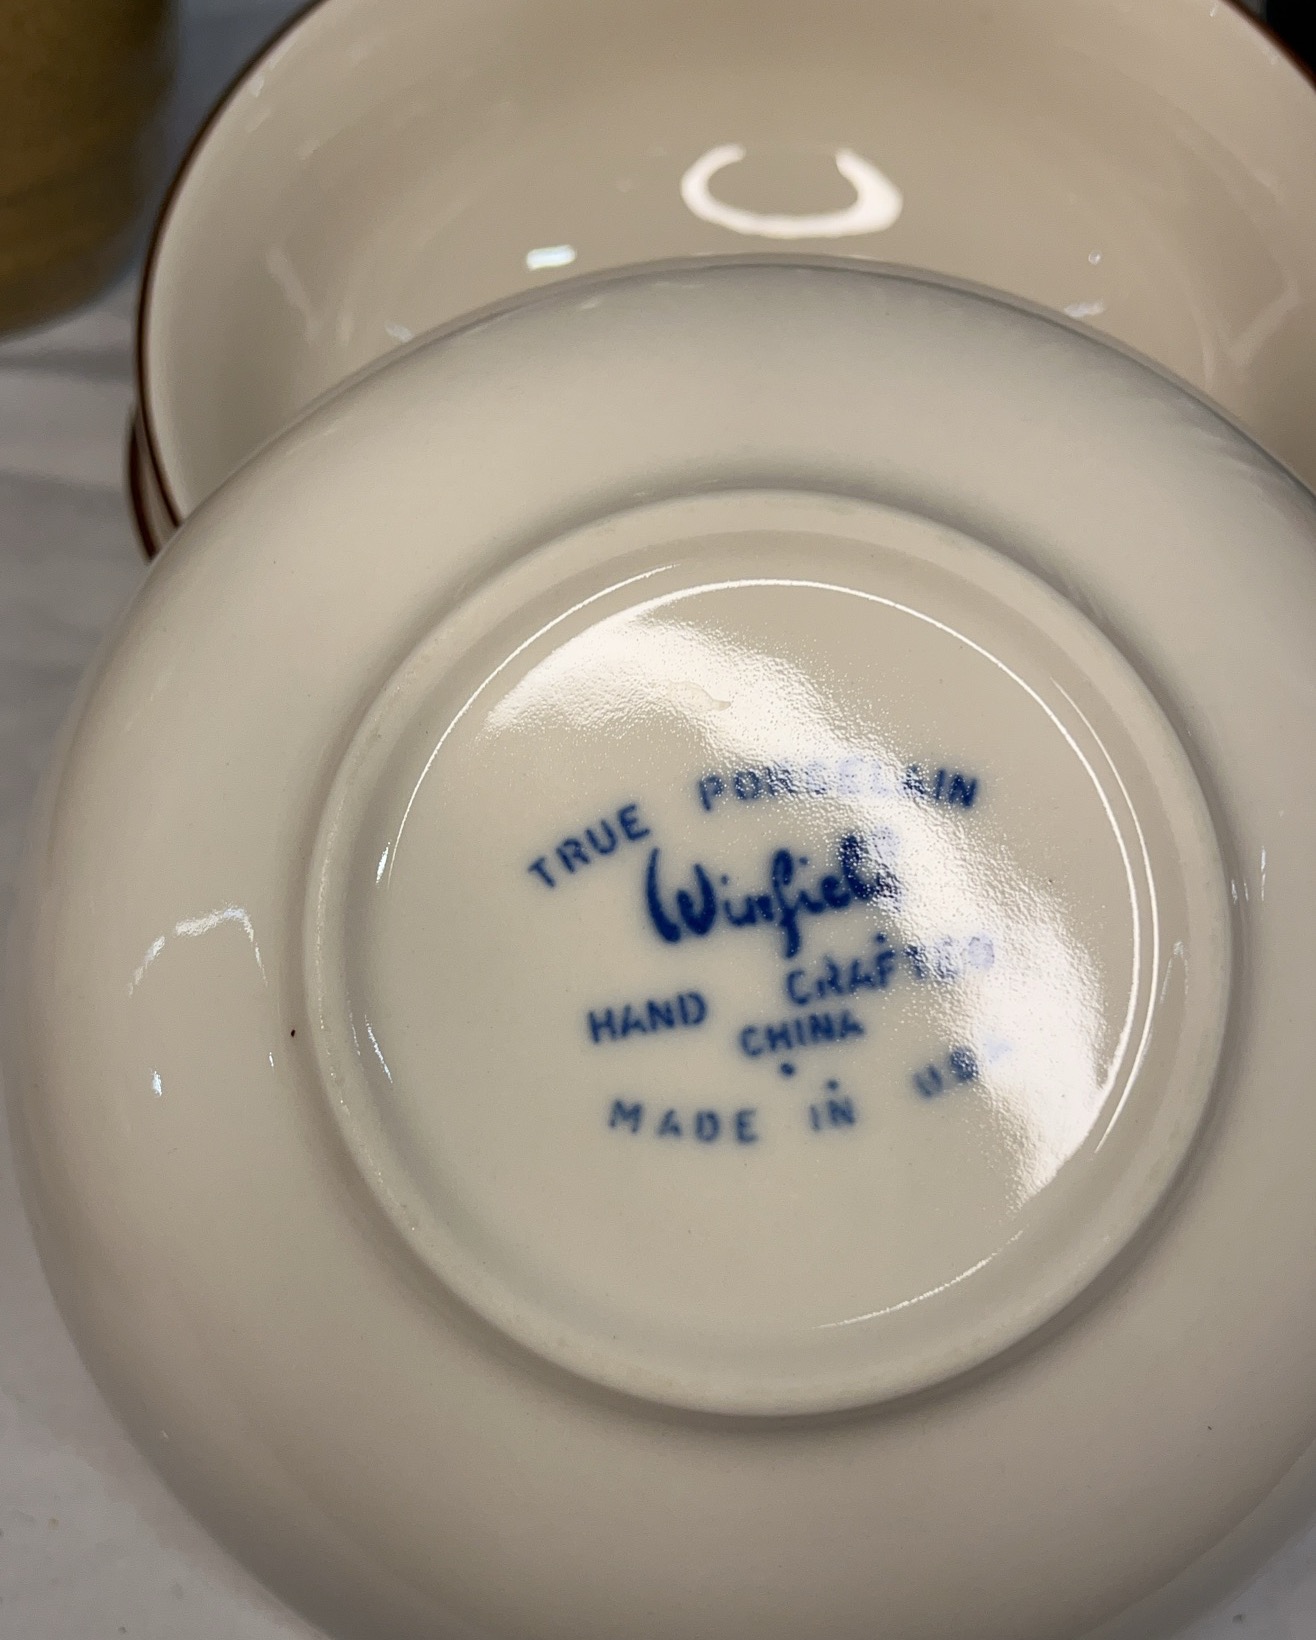 TRUE PORCELAIN
Winfield
HAND CRAFTED
CHINA
MADE IN USA